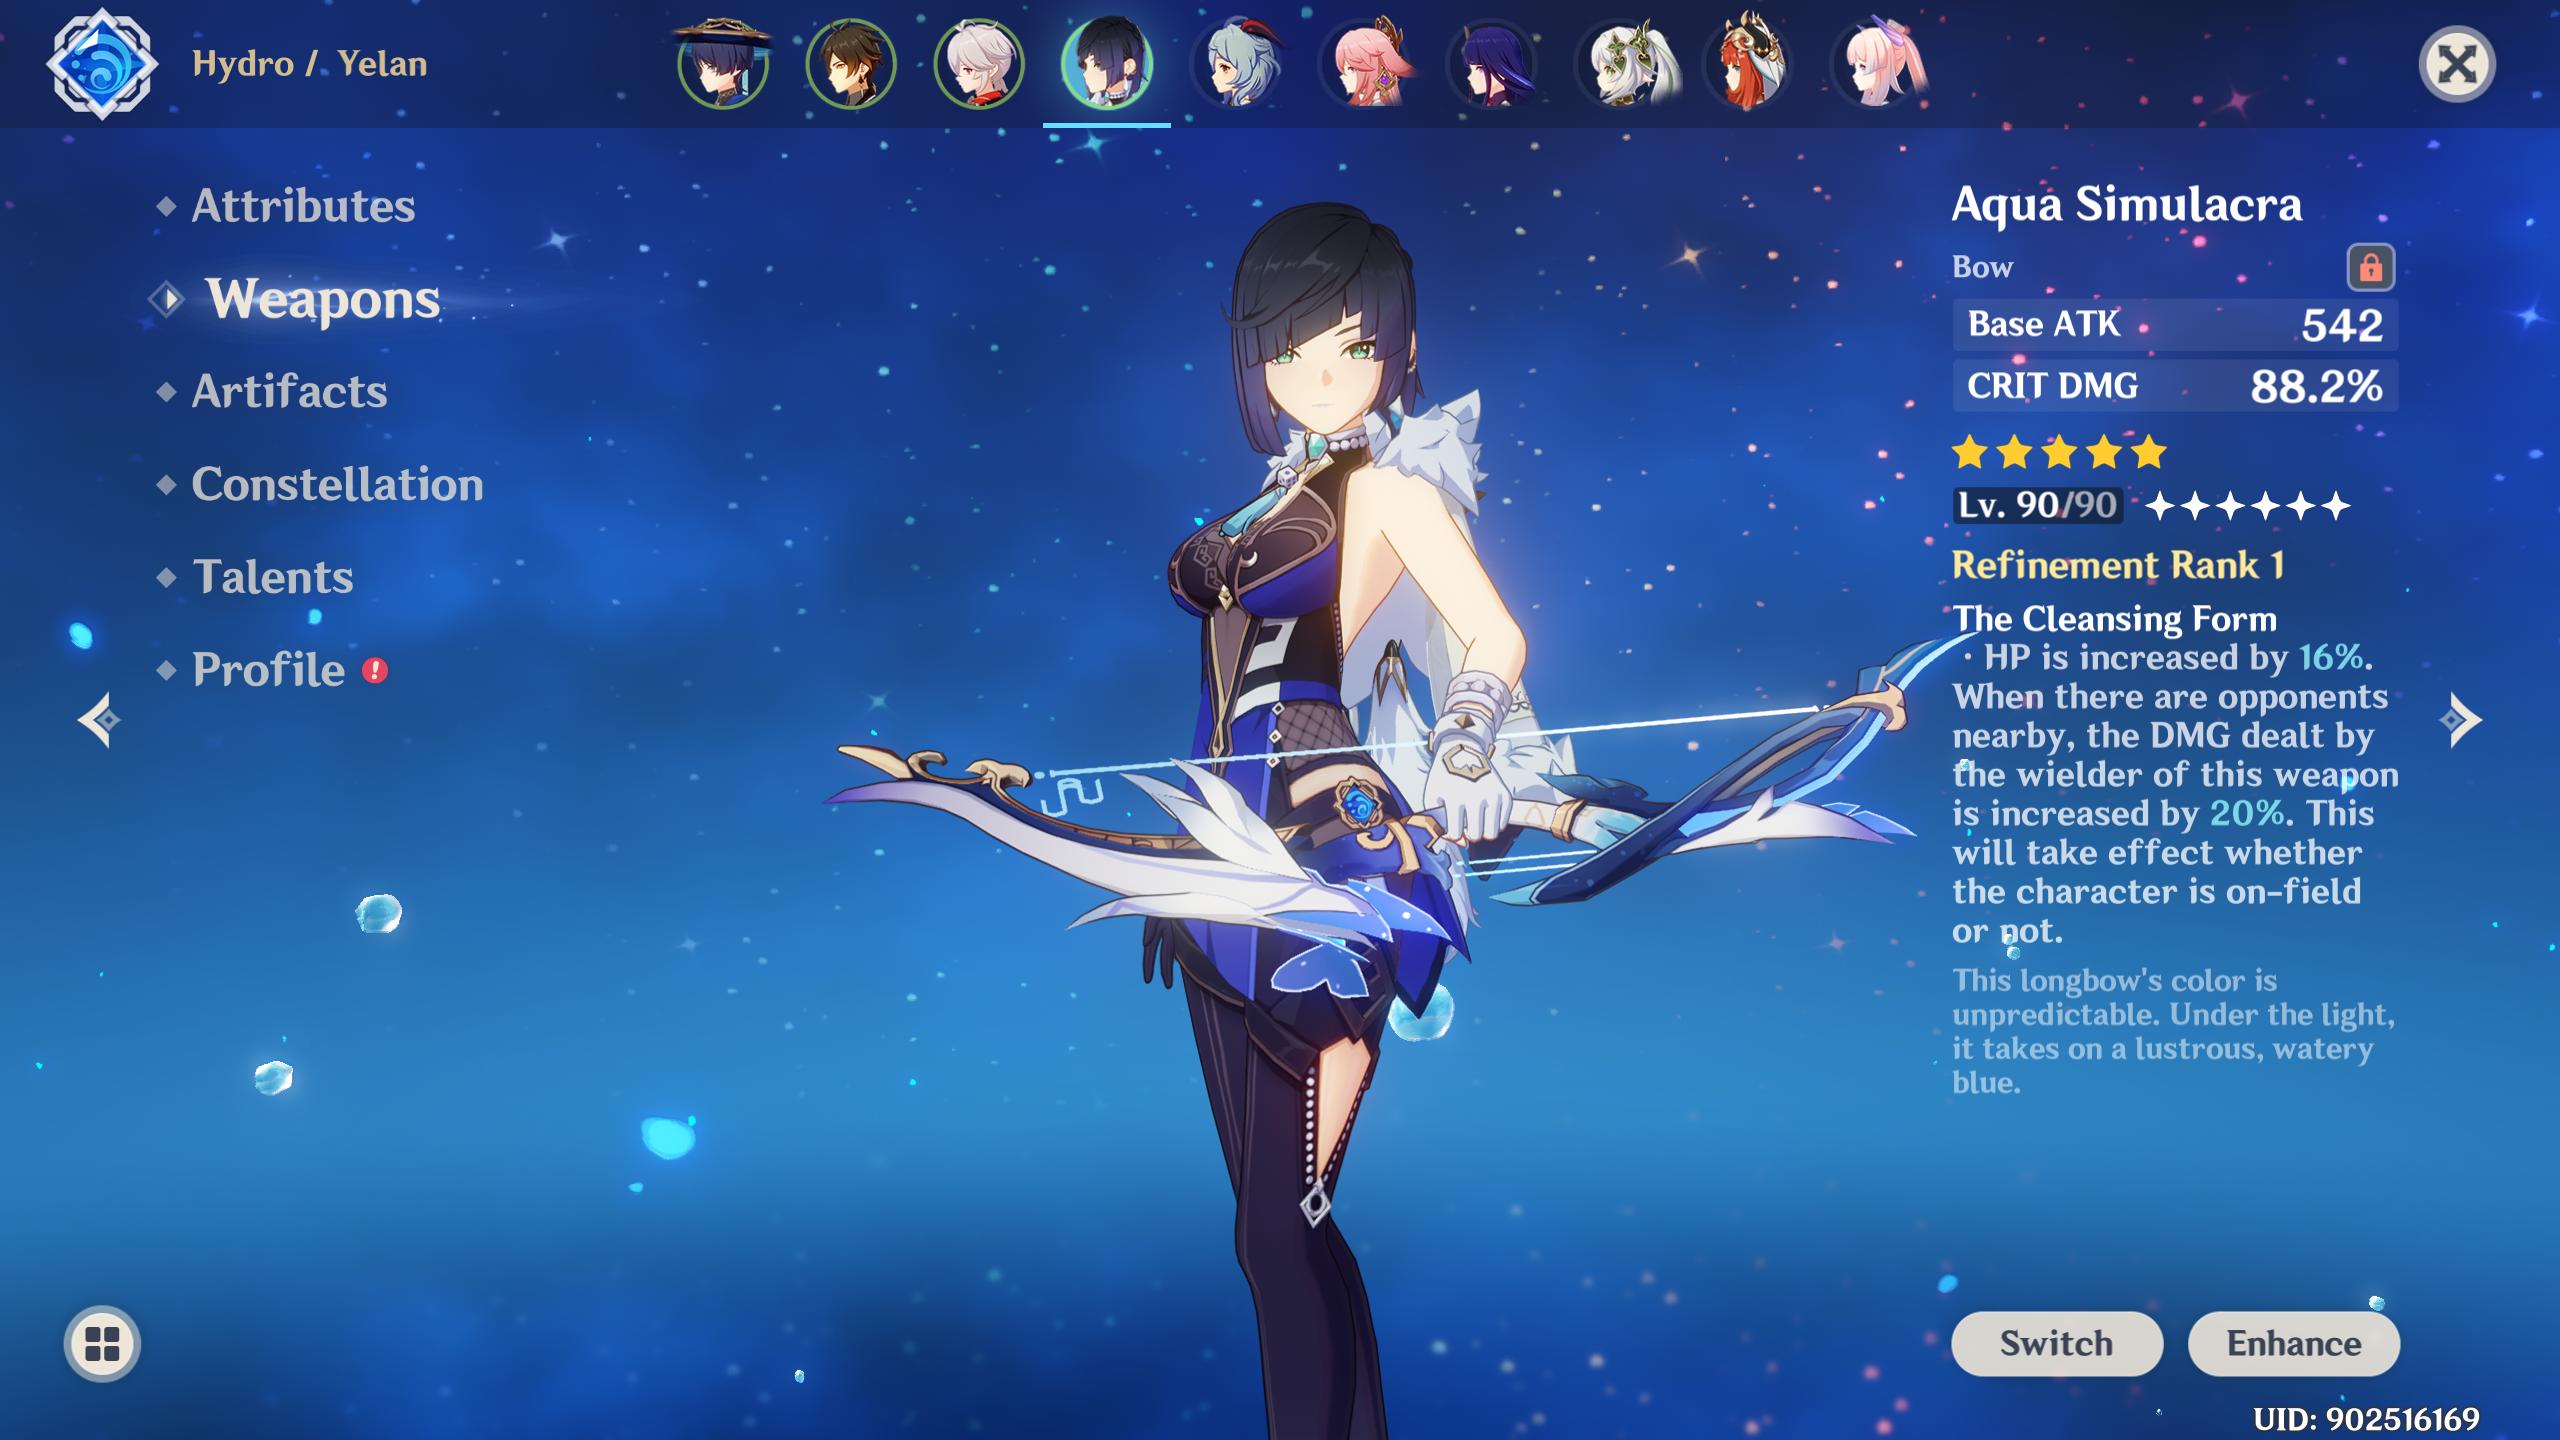 Hydro / Yelan
Attributes
Weapons
Artifacts
Constellation
Talents
Profile
Aqua Simulacra
Bow
Base ATK 542
CRIT DMG 88.2%
Lv. 90/90
Refinement Rank 1
The Cleansing Form
· HP is increased by 16%.
When there are opponents
nearby, the DMG dealt by
the wielder of this weapon
is increased by 20%. This
will take effect whether
the character is on-field
or not.
This longbow's color is
unpredictable. Under the light,
it takes on a lustrous, watery
blue.
Switch
Enhance
UID: 902516169